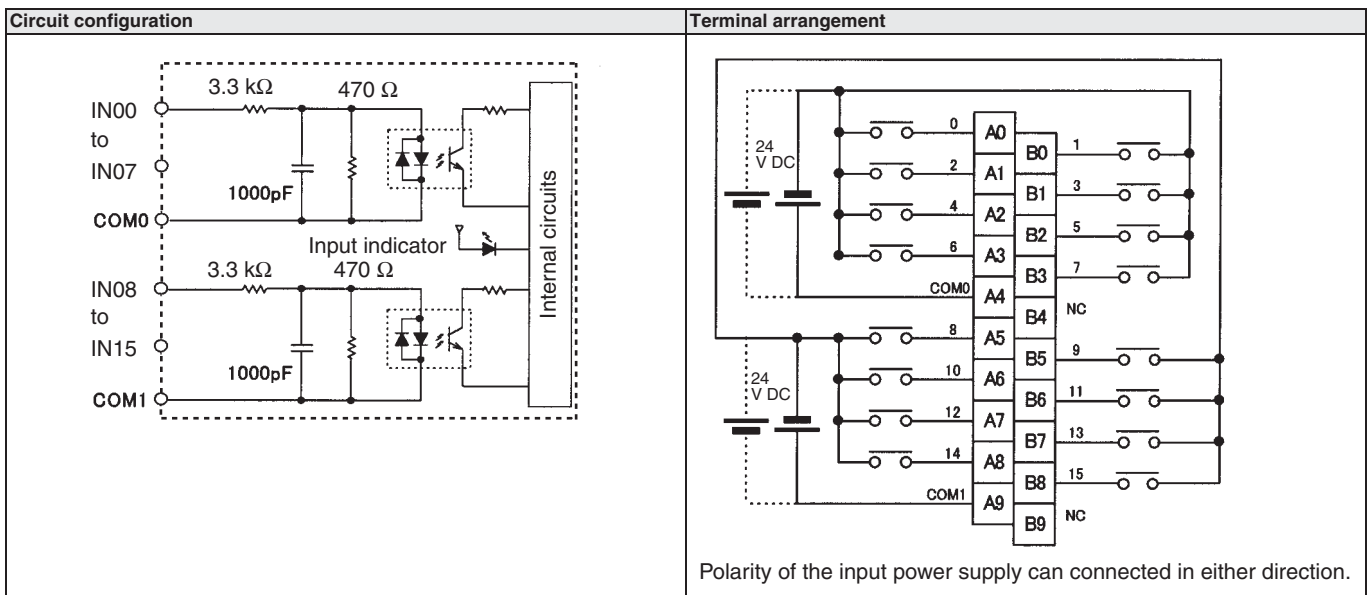 Circuit configuration
Terminal arrangement
3.3 kΩ
470 Ω
IN00
to
IN07
1000pF
COM0
Input indicator
Internal circuits
3.3 kΩ
470 Ω
IN08
to
IN15
1000pF
COM1
24
V DC
0
A0
B0
1
2
A1
B1
3
4
A2
B2
5
6
A3
B3
7
COM0
A4
B4
NC
8
A5
B5
9
24
V DC
10
A6
B6
11
12
A7
B7
13
14
A8
B8
15
COM1
A9
B9
NC
Polarity of the input power supply can connected in either direction.